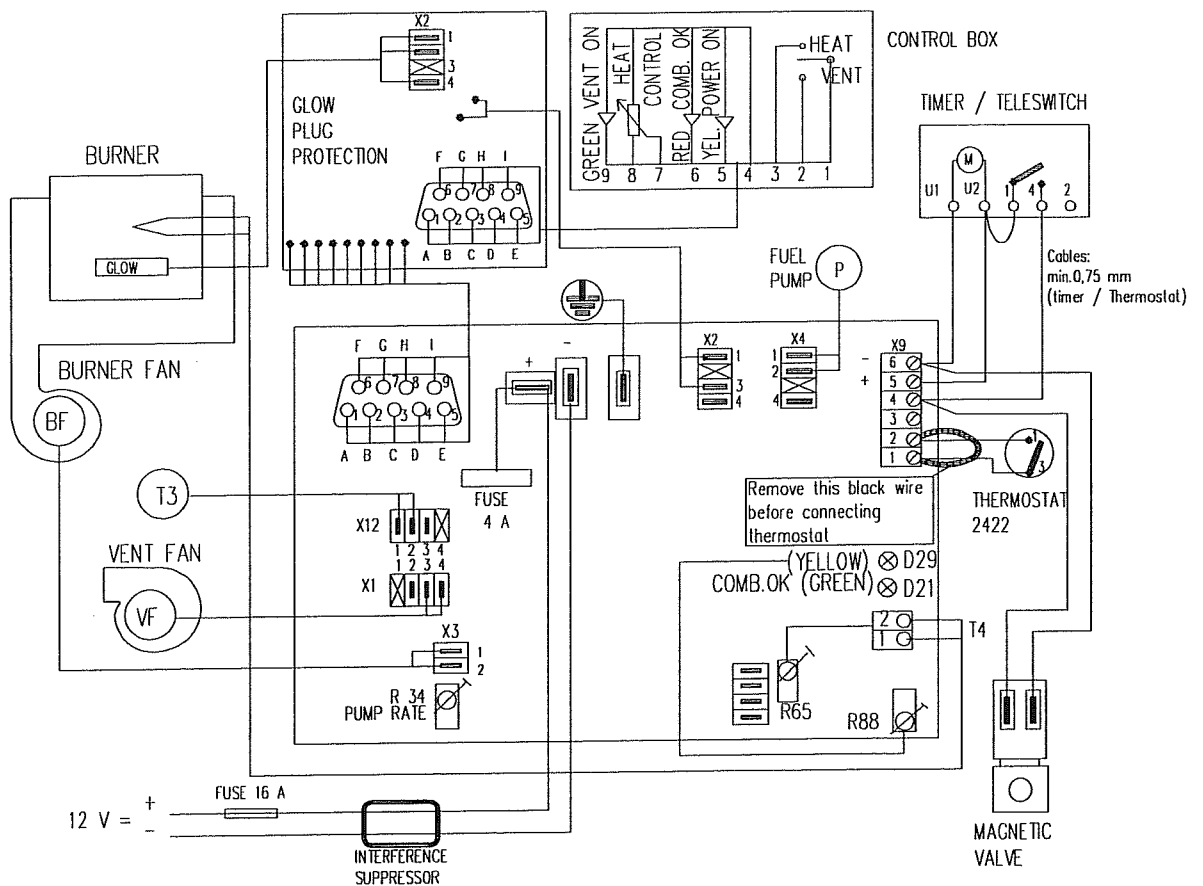 X2
1
3
4
GLOW
PLUG
PROTECTION
F G H I
6 7 8 9
1 2 3 4 5
A B C D E
GREEN VENT ON
HEAT
CONTROL
RED COMB. OK
YEL. POWER ON
HEAT
VENT
9 8 7 6 5 4 3 2 1
CONTROL BOX
TIMER / TELESWITCH
M
U1 U2 1 4 2
Cables:
min.0,75 mm
(timer / Thermostat)
BURNER
GLOW
BURNER FAN
BF
FUEL
PUMP
P
F G H I
6 7 8 9
1 2 3 4 5
A B C D E
+ -
FUSE
4 A
X2
1
3
4
X4
1
2
4
X9
- 6
+ 5
4
3
2
1
1
3
THERMOSTAT
2422
Remove this black wire
before connecting
thermostat
T3
X12
1 2 3 4
VENT FAN
VF
X1
1 2 3 4
X3
1
2
R 34
PUMP RATE
(YELLOW) D29
COMB.OK (GREEN) D21
2
1
T4
R65
R88
FUSE 16 A
12 V = + -
INTERFERENCE
SUPPRESSOR
MAGNETIC
VALVE